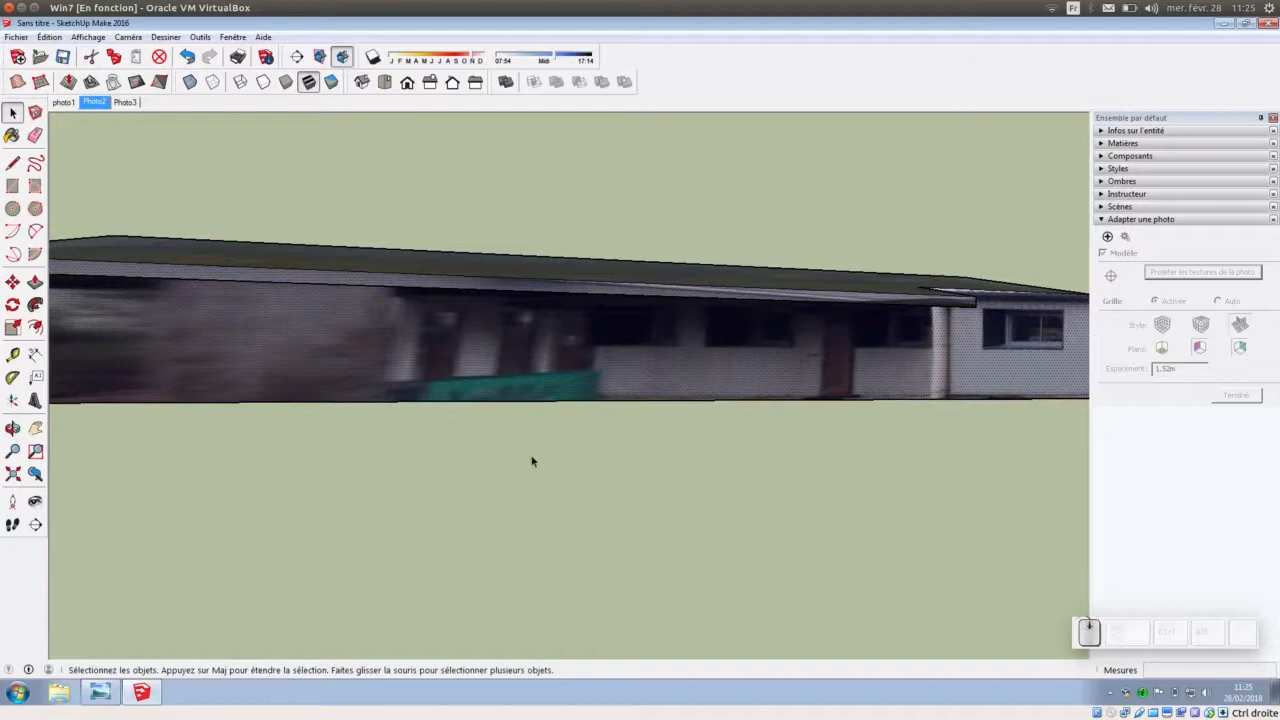 Win7 [En fonction] - Oracle VM VirtualBox
Fr
mer. févr. 28
11:25
Sans titre - SketchUp Make 2016
Fichier Édition Affichage Caméra Dessiner Outils Fenêtre Aide
J F M A M J J A S O N D
07:54 Midi 17:14
photo1 Photo2 Photo3
Ensemble par défaut
Infos sur l'entité
Matières
Composants
Styles
Ombres
Instructeur
Scènes
Adapter une photo
Modèle
Projeter les textures de la photo
Grille Activée Auto
Style:
Plans:
Espacement: 1,52m
Terminé
Ctrl Alt
Sélectionnez les objets. Appuyez sur Maj pour étendre la sélection. Faites glisser la souris pour sélectionner plusieurs objets.
Mesures
11:25
28/02/2018
Ctrl droite